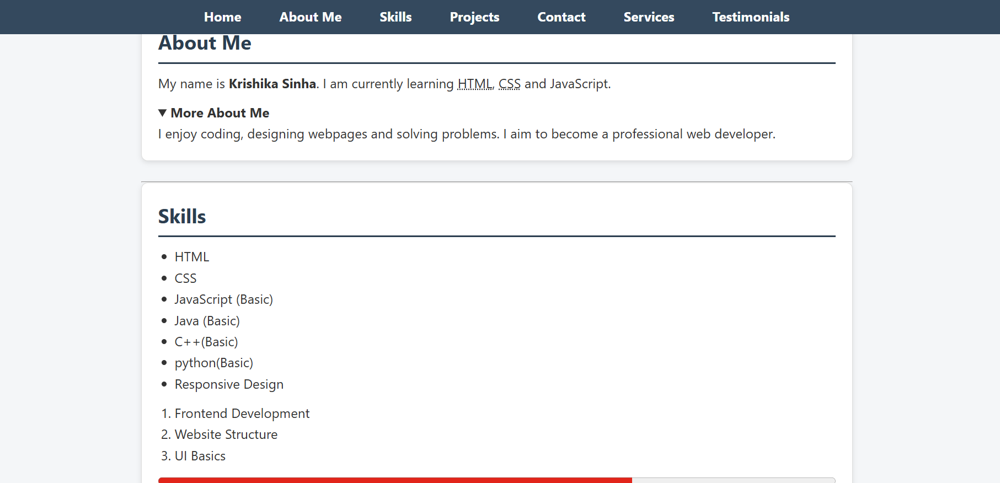 Home About Me Skills Projects Contact Services Testimonials
About Me
My name is Krishika Sinha. I am currently learning HTML, CSS and JavaScript.
▼ More About Me
I enjoy coding, designing webpages and solving problems. I aim to become a professional web developer.
Skills
• HTML
• CSS
• JavaScript (Basic)
• Java (Basic)
• C++(Basic)
• python(Basic)
• Responsive Design
1. Frontend Development
2. Website Structure
3. UI Basics